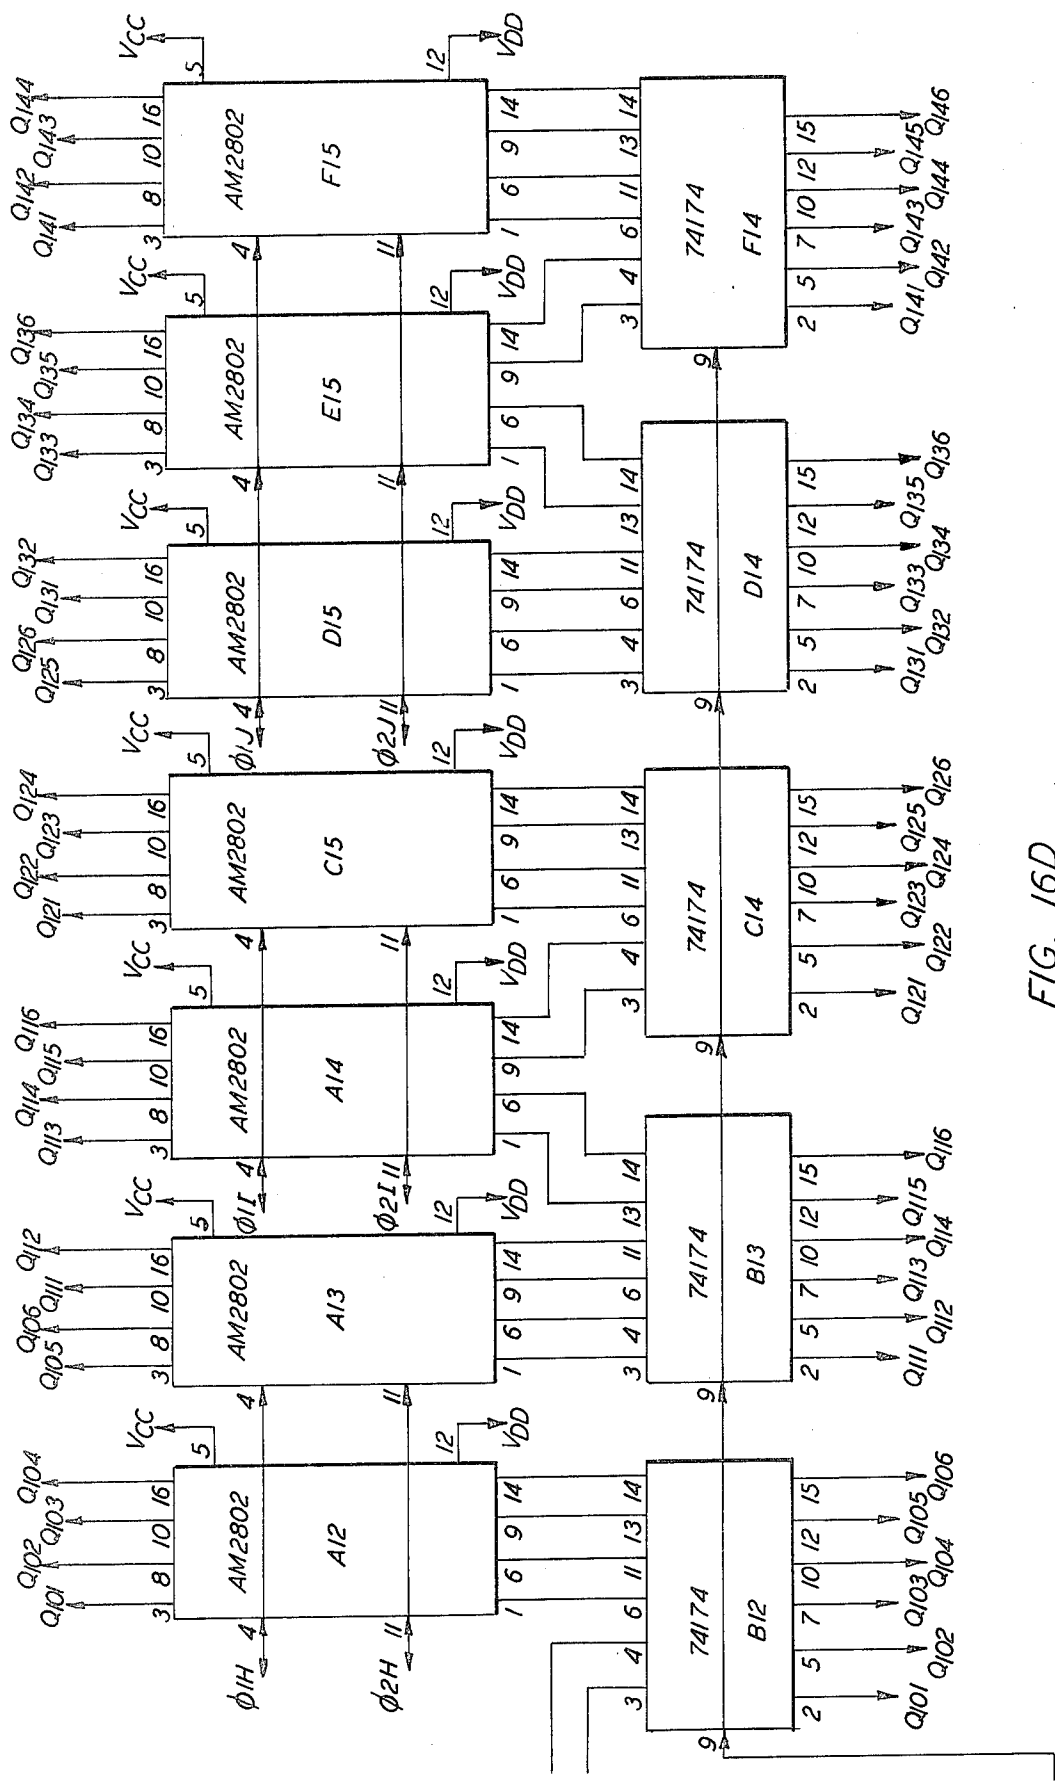 Q102 Q104 Q106 Q112 Q114 Q116 Q122 Q124 Q126 Q132 Q134 Q136 Q142 Q144
Q101 Q103 Q105 Q111 Q113 Q115 Q121 Q123 Q125 Q131 Q133 Q135 Q141 Q143
VCC VCC VCC VCC VCC VCC VCC
3 8 10 16 3 8 10 16 3 8 10 16 3 8 10 16 3 8 10 16 3 8 10 16 3 8 10 16
5 5 5 5 5 5 5
AM2802 AM2802 AM2802 AM2802 AM2802 AM2802 AM2802
φ1H 4 4 φ1I 4 4 φ1J 4 4 4
A12 A13 A14 C15 D15 E15 F15
φ2H 11 11 φ2I 11 11 φ2J 11 11 11
12 12 12 12 12 12 12
VDD VDD VDD VDD VDD VDD VDD
1 6 9 14 1 6 9 14 1 6 9 14 1 6 9 14 1 6 9 14 1 6 9 14 1 6 9 14
3 4 6 11 13 14 3 4 6 11 13 14 3 4 6 11 13 14 3 4 6 11 13 14 3 4 6 11 13 14
74174 74174 74174 74174 74174
9 9 9 9 9
B12 B13 C14 D14 F14
2 5 7 10 12 15 2 5 7 10 12 15 2 5 7 10 12 15 2 5 7 10 12 15 2 5 7 10 12 15
Q101 Q103 Q105 Q111 Q113 Q115 Q121 Q123 Q125 Q131 Q133 Q135 Q141 Q143 Q145
Q102 Q104 Q106 Q112 Q114 Q116 Q122 Q124 Q126 Q132 Q134 Q136 Q142 Q144 Q146
FIG. 16D